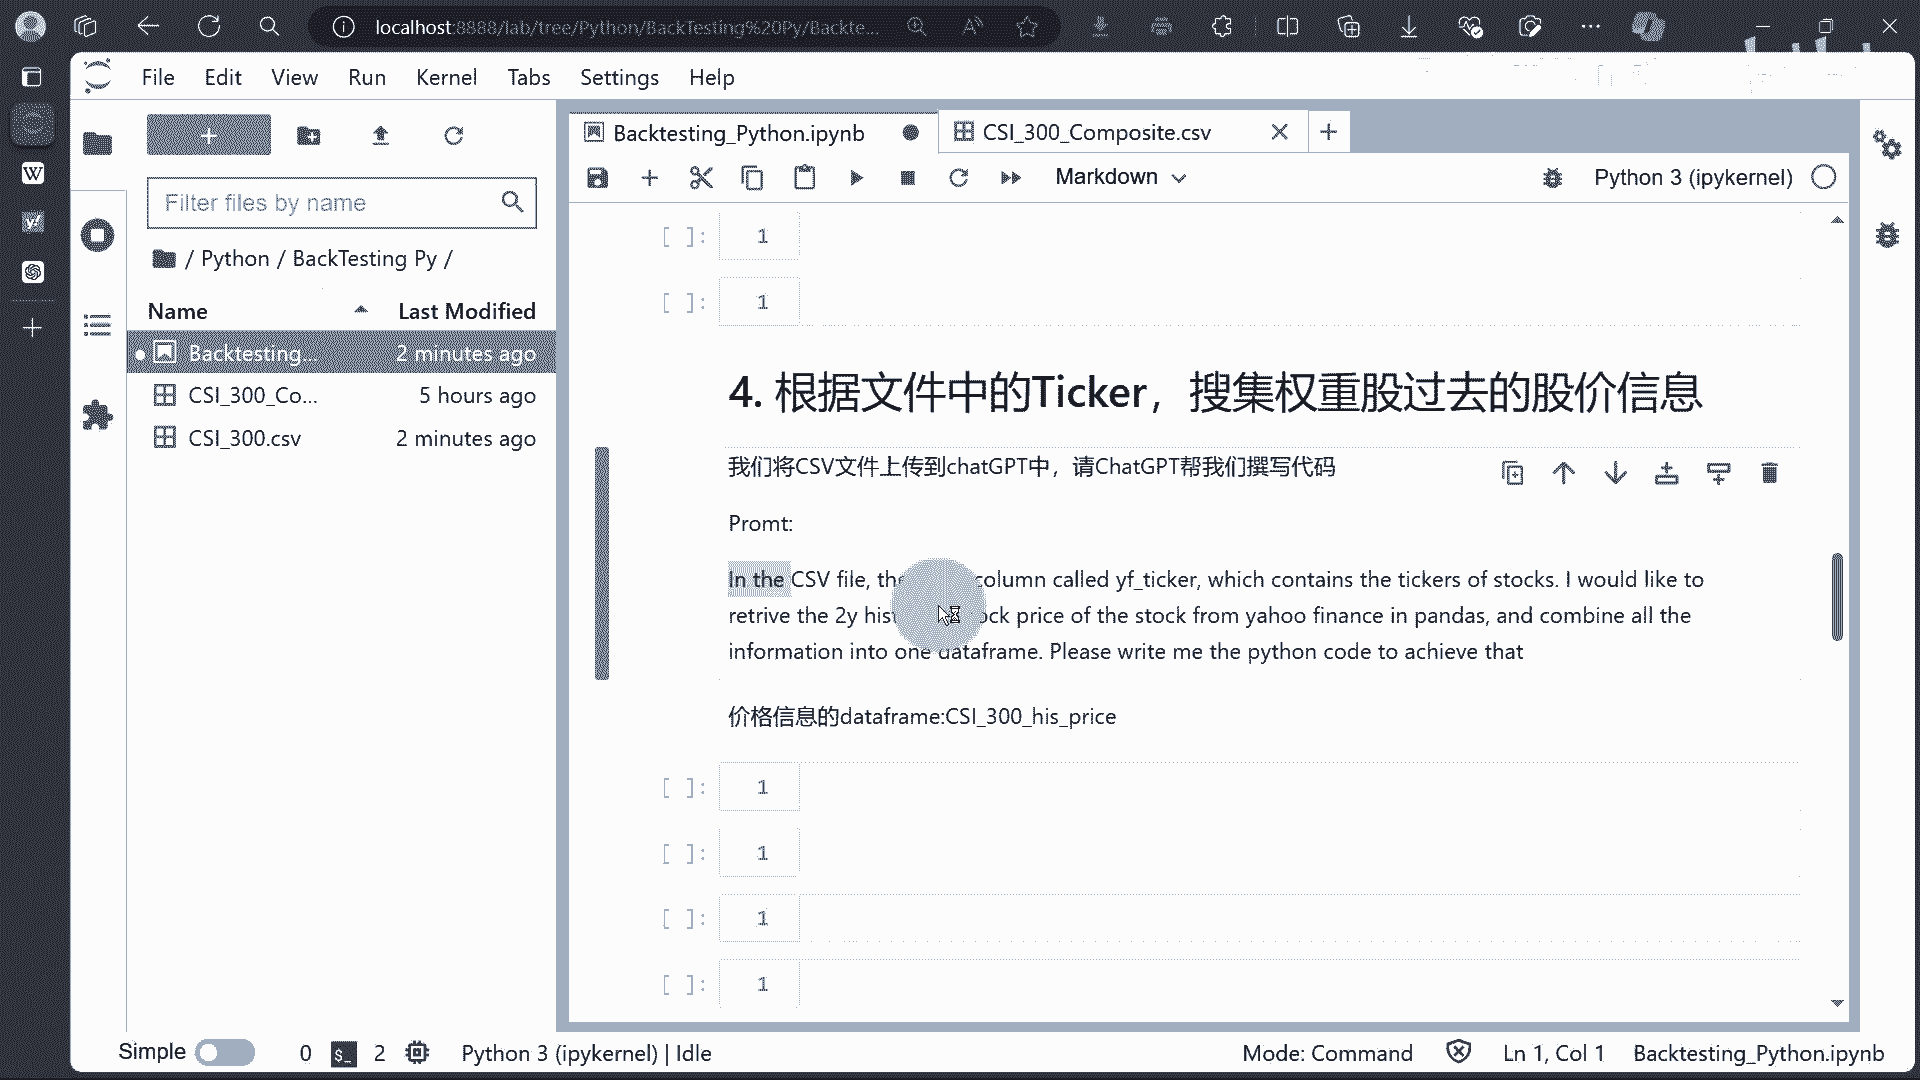 localhost:8888/lab/tree/Python/BackTesting%20Py/Backte...
File Edit View Run Kernel Tabs Settings Help
Backtesting_Python.ipynb
CSI_300_Composite.csv
Markdown
Python 3 (ipykernel)
Filter files by name
/ Python / BackTesting Py /
Name Last Modified
Backtesting... 2 minutes ago
CSI_300_Co... 5 hours ago
CSI_300.csv 2 minutes ago
[ ]: 1
[ ]: 1
4. 根据文件中的Ticker，搜集权重股过去的股价信息
我们将CSV文件上传到chatGPT中，请ChatGPT帮我们撰写代码
Promt:
In the CSV file, column called yf_ticker, which contains the tickers of stocks. I would like to
retrive the 2y price of the stock from yahoo finance in pandas, and combine all the
information into one dataframe. Please write me the python code to achieve that
价格信息的dataframe:CSI_300_his_price
[ ]: 1
[ ]: 1
[ ]: 1
[ ]: 1
Simple 0 $_ 2 Python 3 (ipykernel) | Idle Mode: Command Ln 1, Col 1 Backtesting_Python.ipynb